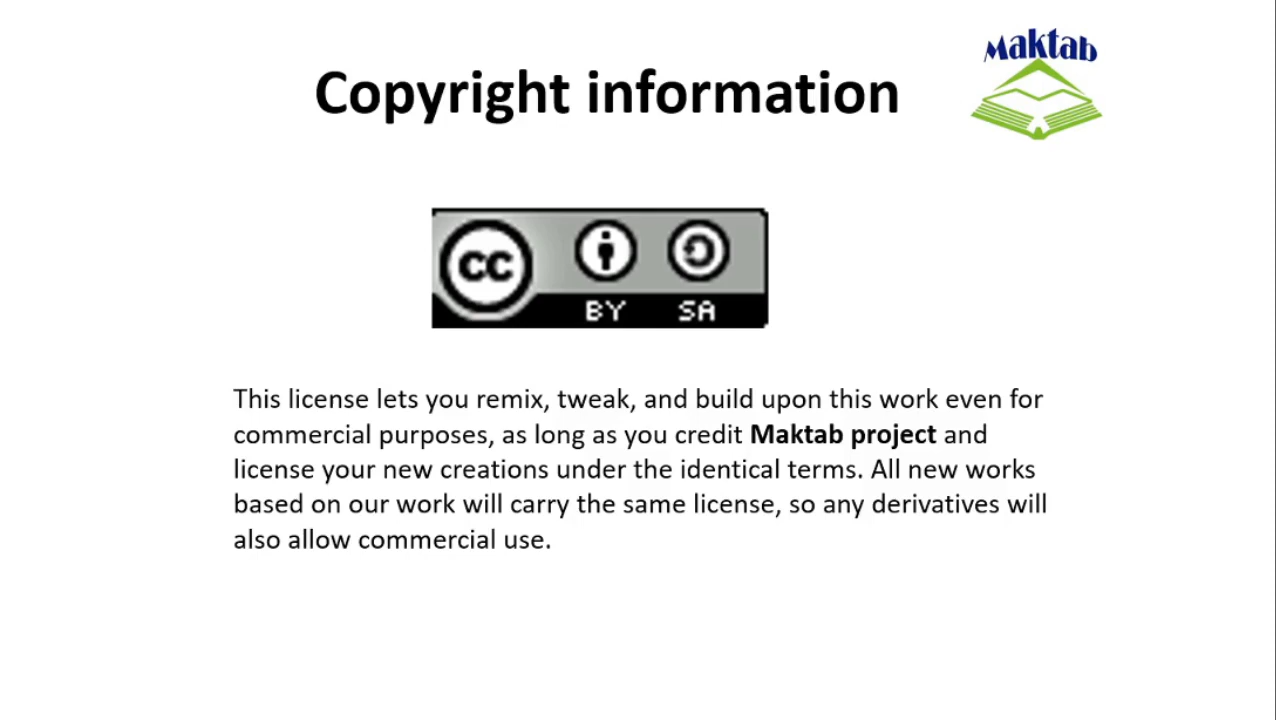 Maktab
Copyright information
CC
BY SA
This license lets you remix, tweak, and build upon this work even for
commercial purposes, as long as you credit Maktab project and
license your new creations under the identical terms. All new works
based on our work will carry the same license, so any derivatives will
also allow commercial use.